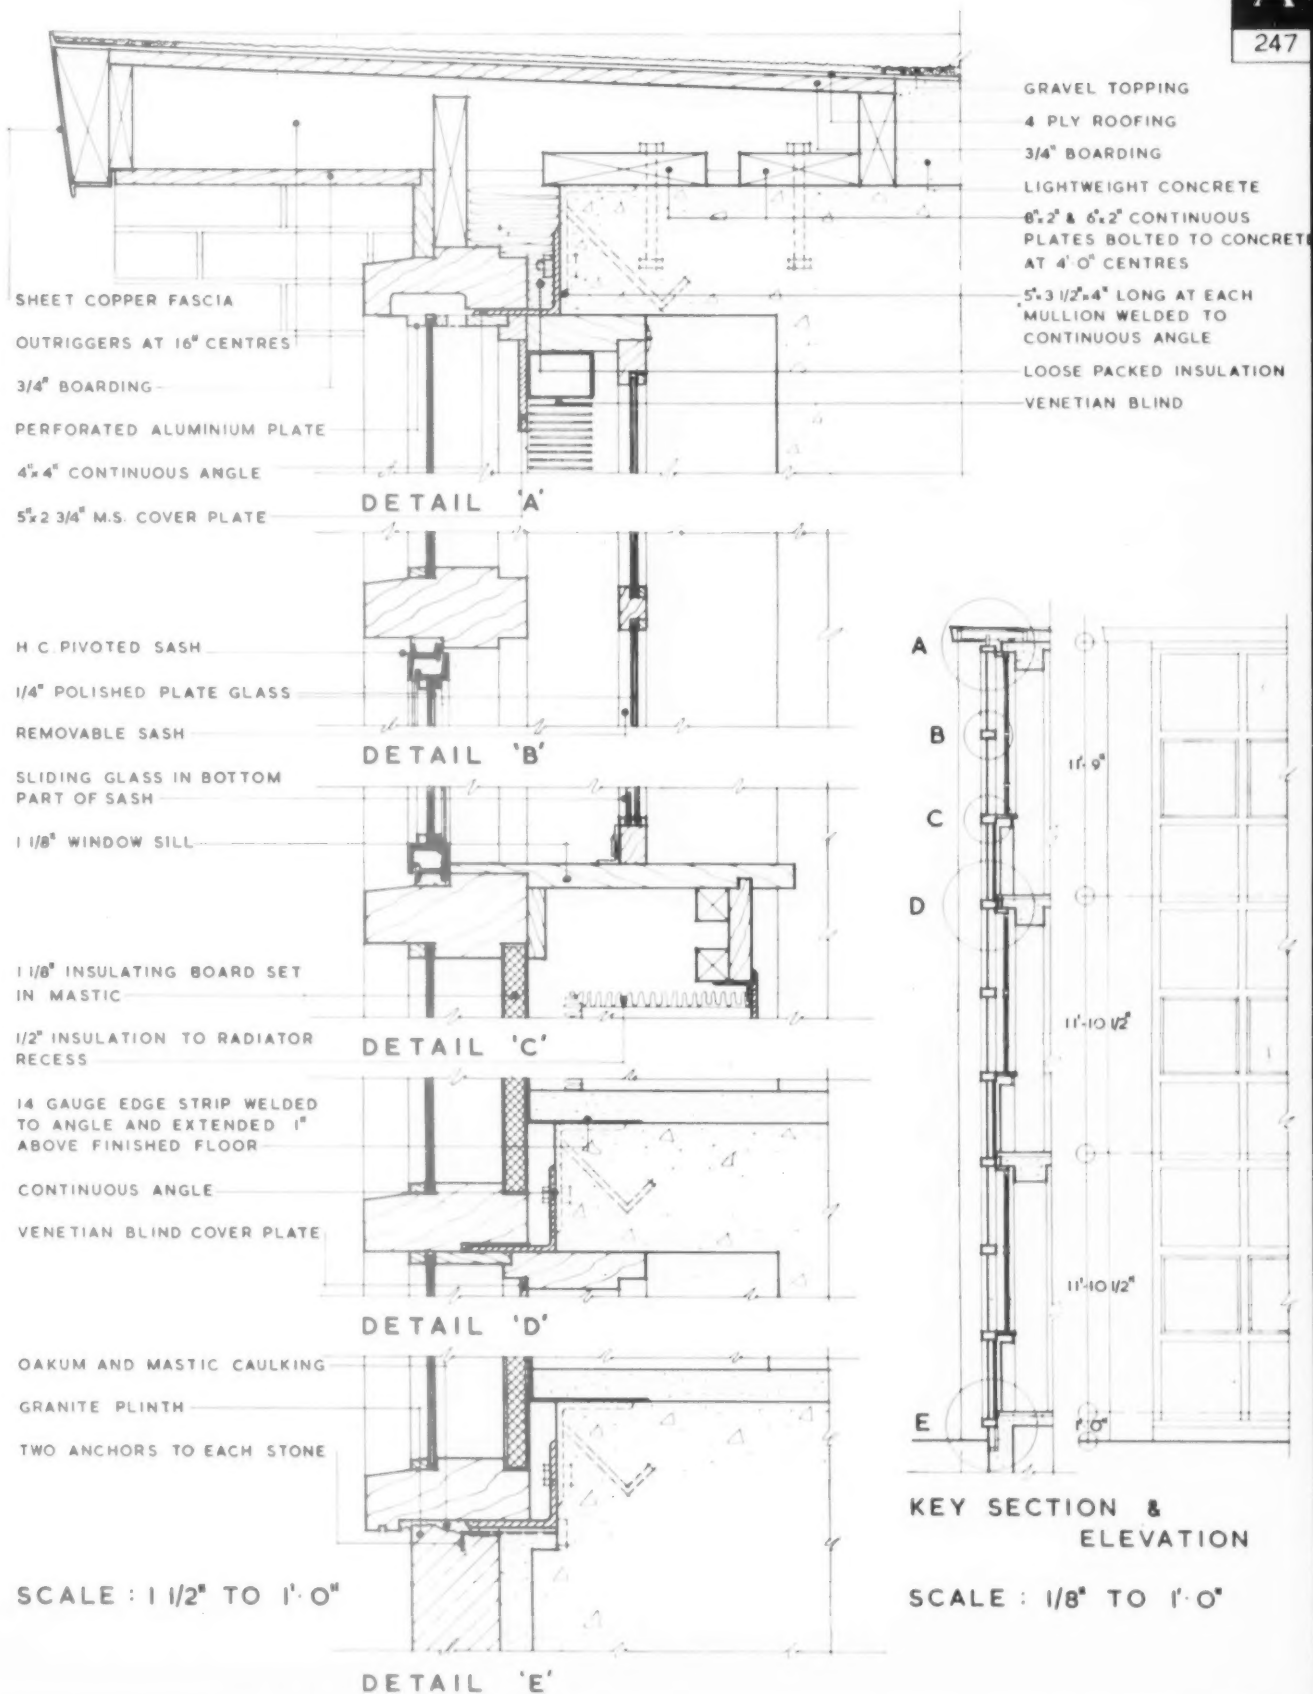 A
247
GRAVEL TOPPING
4 PLY ROOFING
3/4" BOARDING
LIGHTWEIGHT CONCRETE
8"x2" & 6"x2" CONTINUOUS
PLATES BOLTED TO CONCRETE
AT 4'·0" CENTRES
5"x3 1/2"x4" LONG AT EACH
MULLION WELDED TO
CONTINUOUS ANGLE
LOOSE PACKED INSULATION
VENETIAN BLIND
SHEET COPPER FASCIA
OUTRIGGERS AT 16" CENTRES
3/4" BOARDING
PERFORATED ALUMINIUM PLATE
4"x4" CONTINUOUS ANGLE
5"x2 3/4" M.S. COVER PLATE
DETAIL 'A'
H C. PIVOTED SASH
1/4" POLISHED PLATE GLASS
REMOVABLE SASH
DETAIL 'B'
SLIDING GLASS IN BOTTOM
PART OF SASH
1 1/8" WINDOW SILL
1 1/8" INSULATING BOARD SET
IN MASTIC
1/2" INSULATION TO RADIATOR
RECESS
DETAIL 'C'
14 GAUGE EDGE STRIP WELDED
TO ANGLE AND EXTENDED 1"
ABOVE FINISHED FLOOR
CONTINUOUS ANGLE
VENETIAN BLIND COVER PLATE
DETAIL 'D'
OAKUM AND MASTIC CAULKING
GRANITE PLINTH
TWO ANCHORS TO EACH STONE
SCALE : 1 1/2" TO 1'·0"
DETAIL 'E'
A
B
11'-9"
C
D
11'-10 1/2"
11'-10 1/2"
E
1'·0"
KEY SECTION &
ELEVATION
SCALE : 1/8" TO 1'·0"